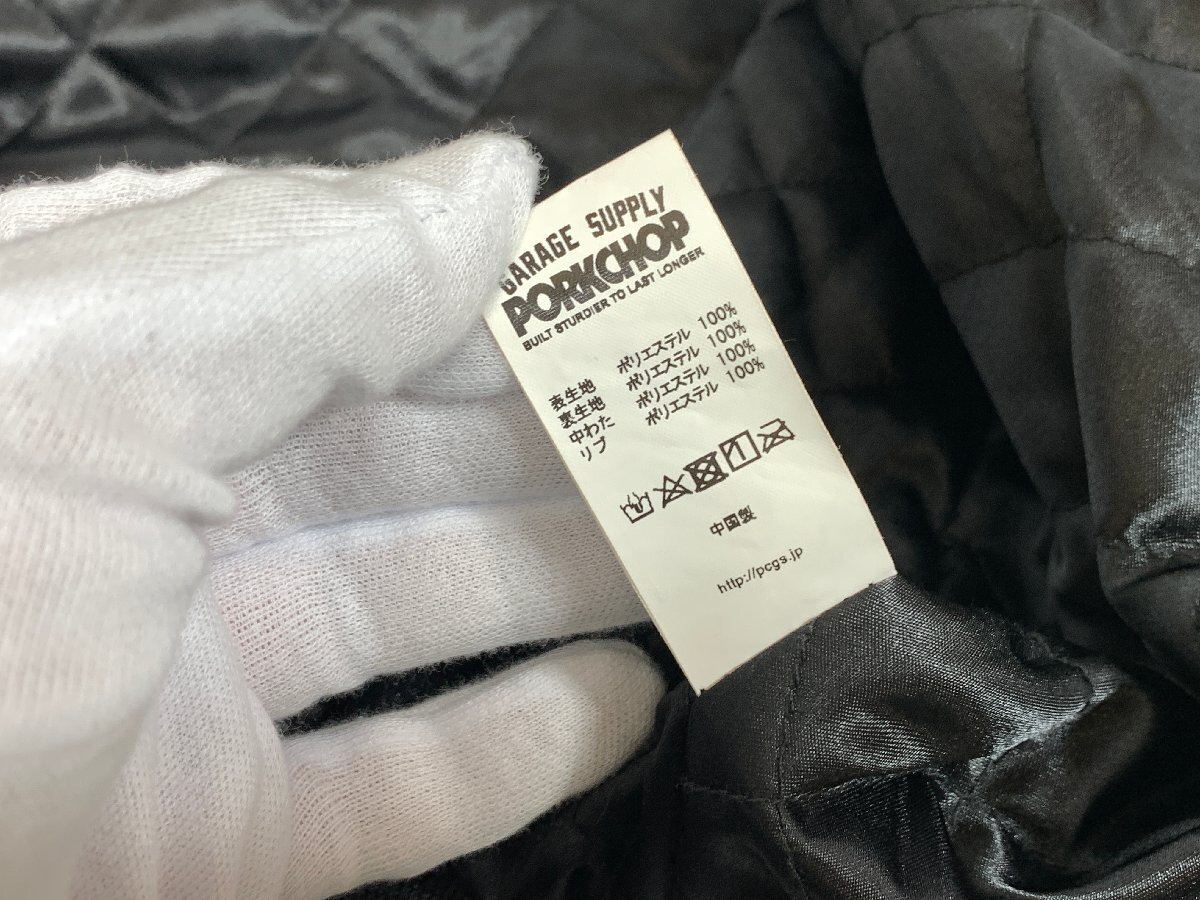 GARAGE SUPPLY
PORKCHOP
BUILT STURDIER TO LAST LONGER
表生地 ポリエステル 100%
裏生地 ポリエステル 100%
中わた ポリエステル 100%
リブ ポリエステル 100%
中国製
http://pcgs.jp